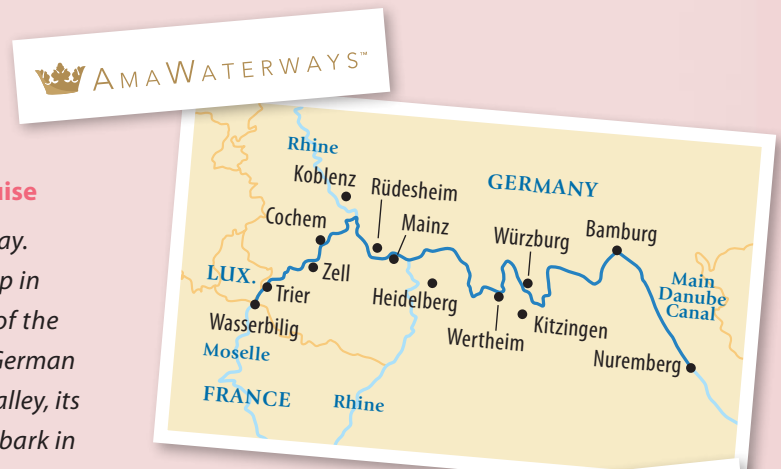 AMAWATERWAYS™
uise
ay.
p in
of the
German
alley, its
bark in
Rhine
Koblenz
Rüdesheim
GERMANY
Cochem
Mainz
Würzburg
Bamburg
LUX.
Zell
Trier
Heidelberg
Main
Danube
Canal
Wasserbilig
Wertheim
Kitzingen
Moselle
Nuremberg
FRANCE
Rhine